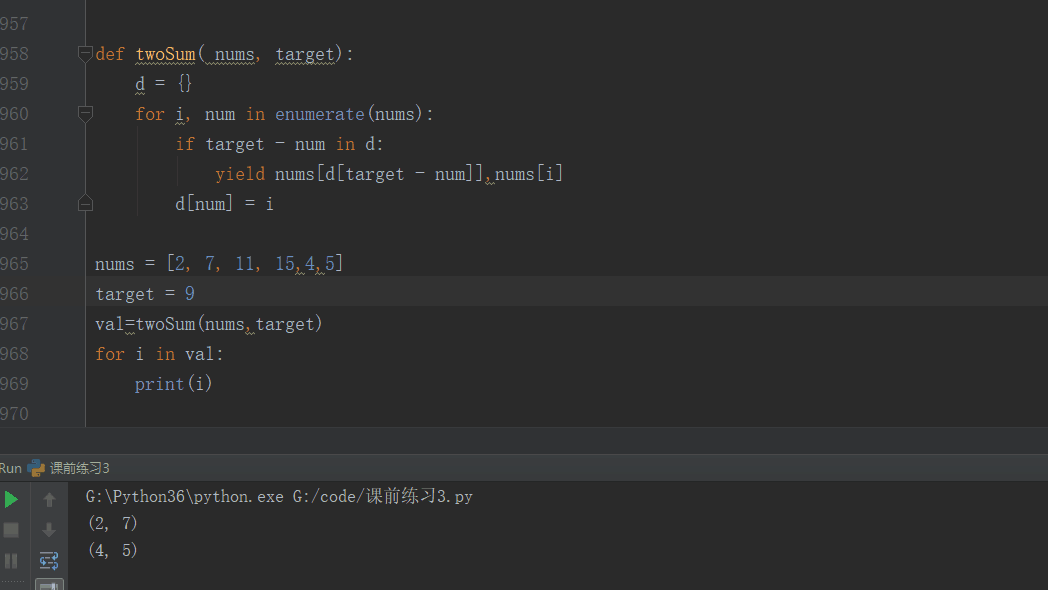 957
958 def twoSum( nums, target):
959     d = {}
960     for i, num in enumerate(nums):
961         if target - num in d:
962             yield nums[d[target - num]],nums[i]
963         d[num] = i
964
965 nums = [2, 7, 11, 15,4,5]
966 target = 9
967 val=twoSum(nums,target)
968 for i in val:
969     print(i)
970
Run 课前练习3
G:\Python36\python.exe G:/code/课前练习3.py
(2, 7)
(4, 5)